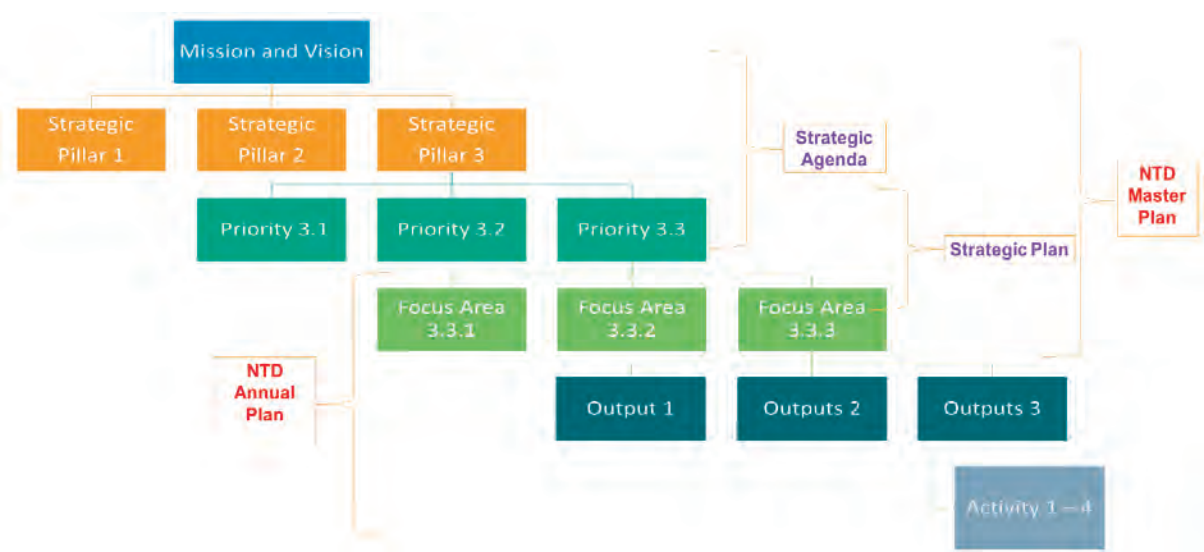 Mission and Vision
Strategic
Pillar 1
Strategic
Pillar 2
Strategic
Pillar 3
Strategic
Agenda
NTD
Master
Plan
Priority 3.1
Priority 3.2
Priority 3.3
Strategic Plan
Focus Area
3.3.1
Focus Area
3.3.2
Focus Area
3.3.3
NTD
Annual
Plan
Output 1
Outputs 2
Outputs 3
Activity 1 – 4